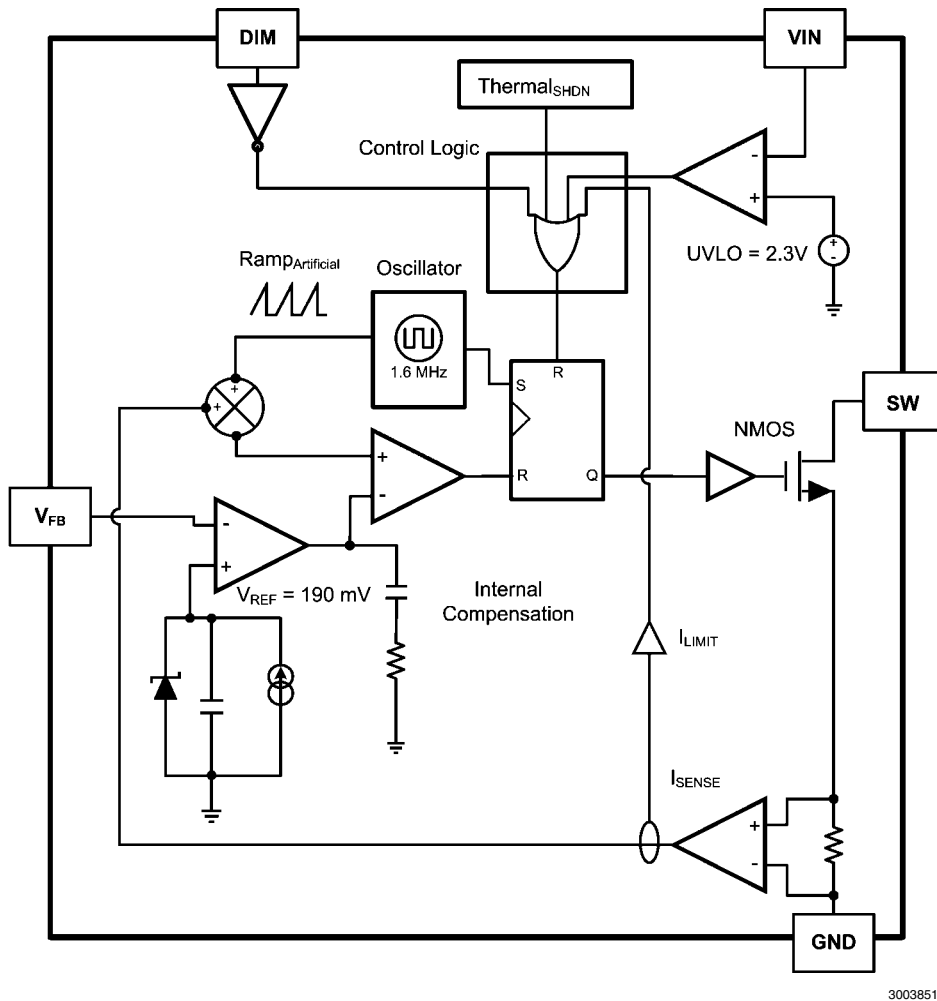 DIM
VIN
ThermalSHDN
Control Logic
-
+
UVLO = 2.3V
+
-
RampArtificial
Oscillator
1.6 MHz
R
S
SW
+
+
NMOS
+
-
R
Q
VFB
-
+
VREF = 190 mV
Internal
Compensation
ILIMIT
ISENSE
+
-
GND
3003851